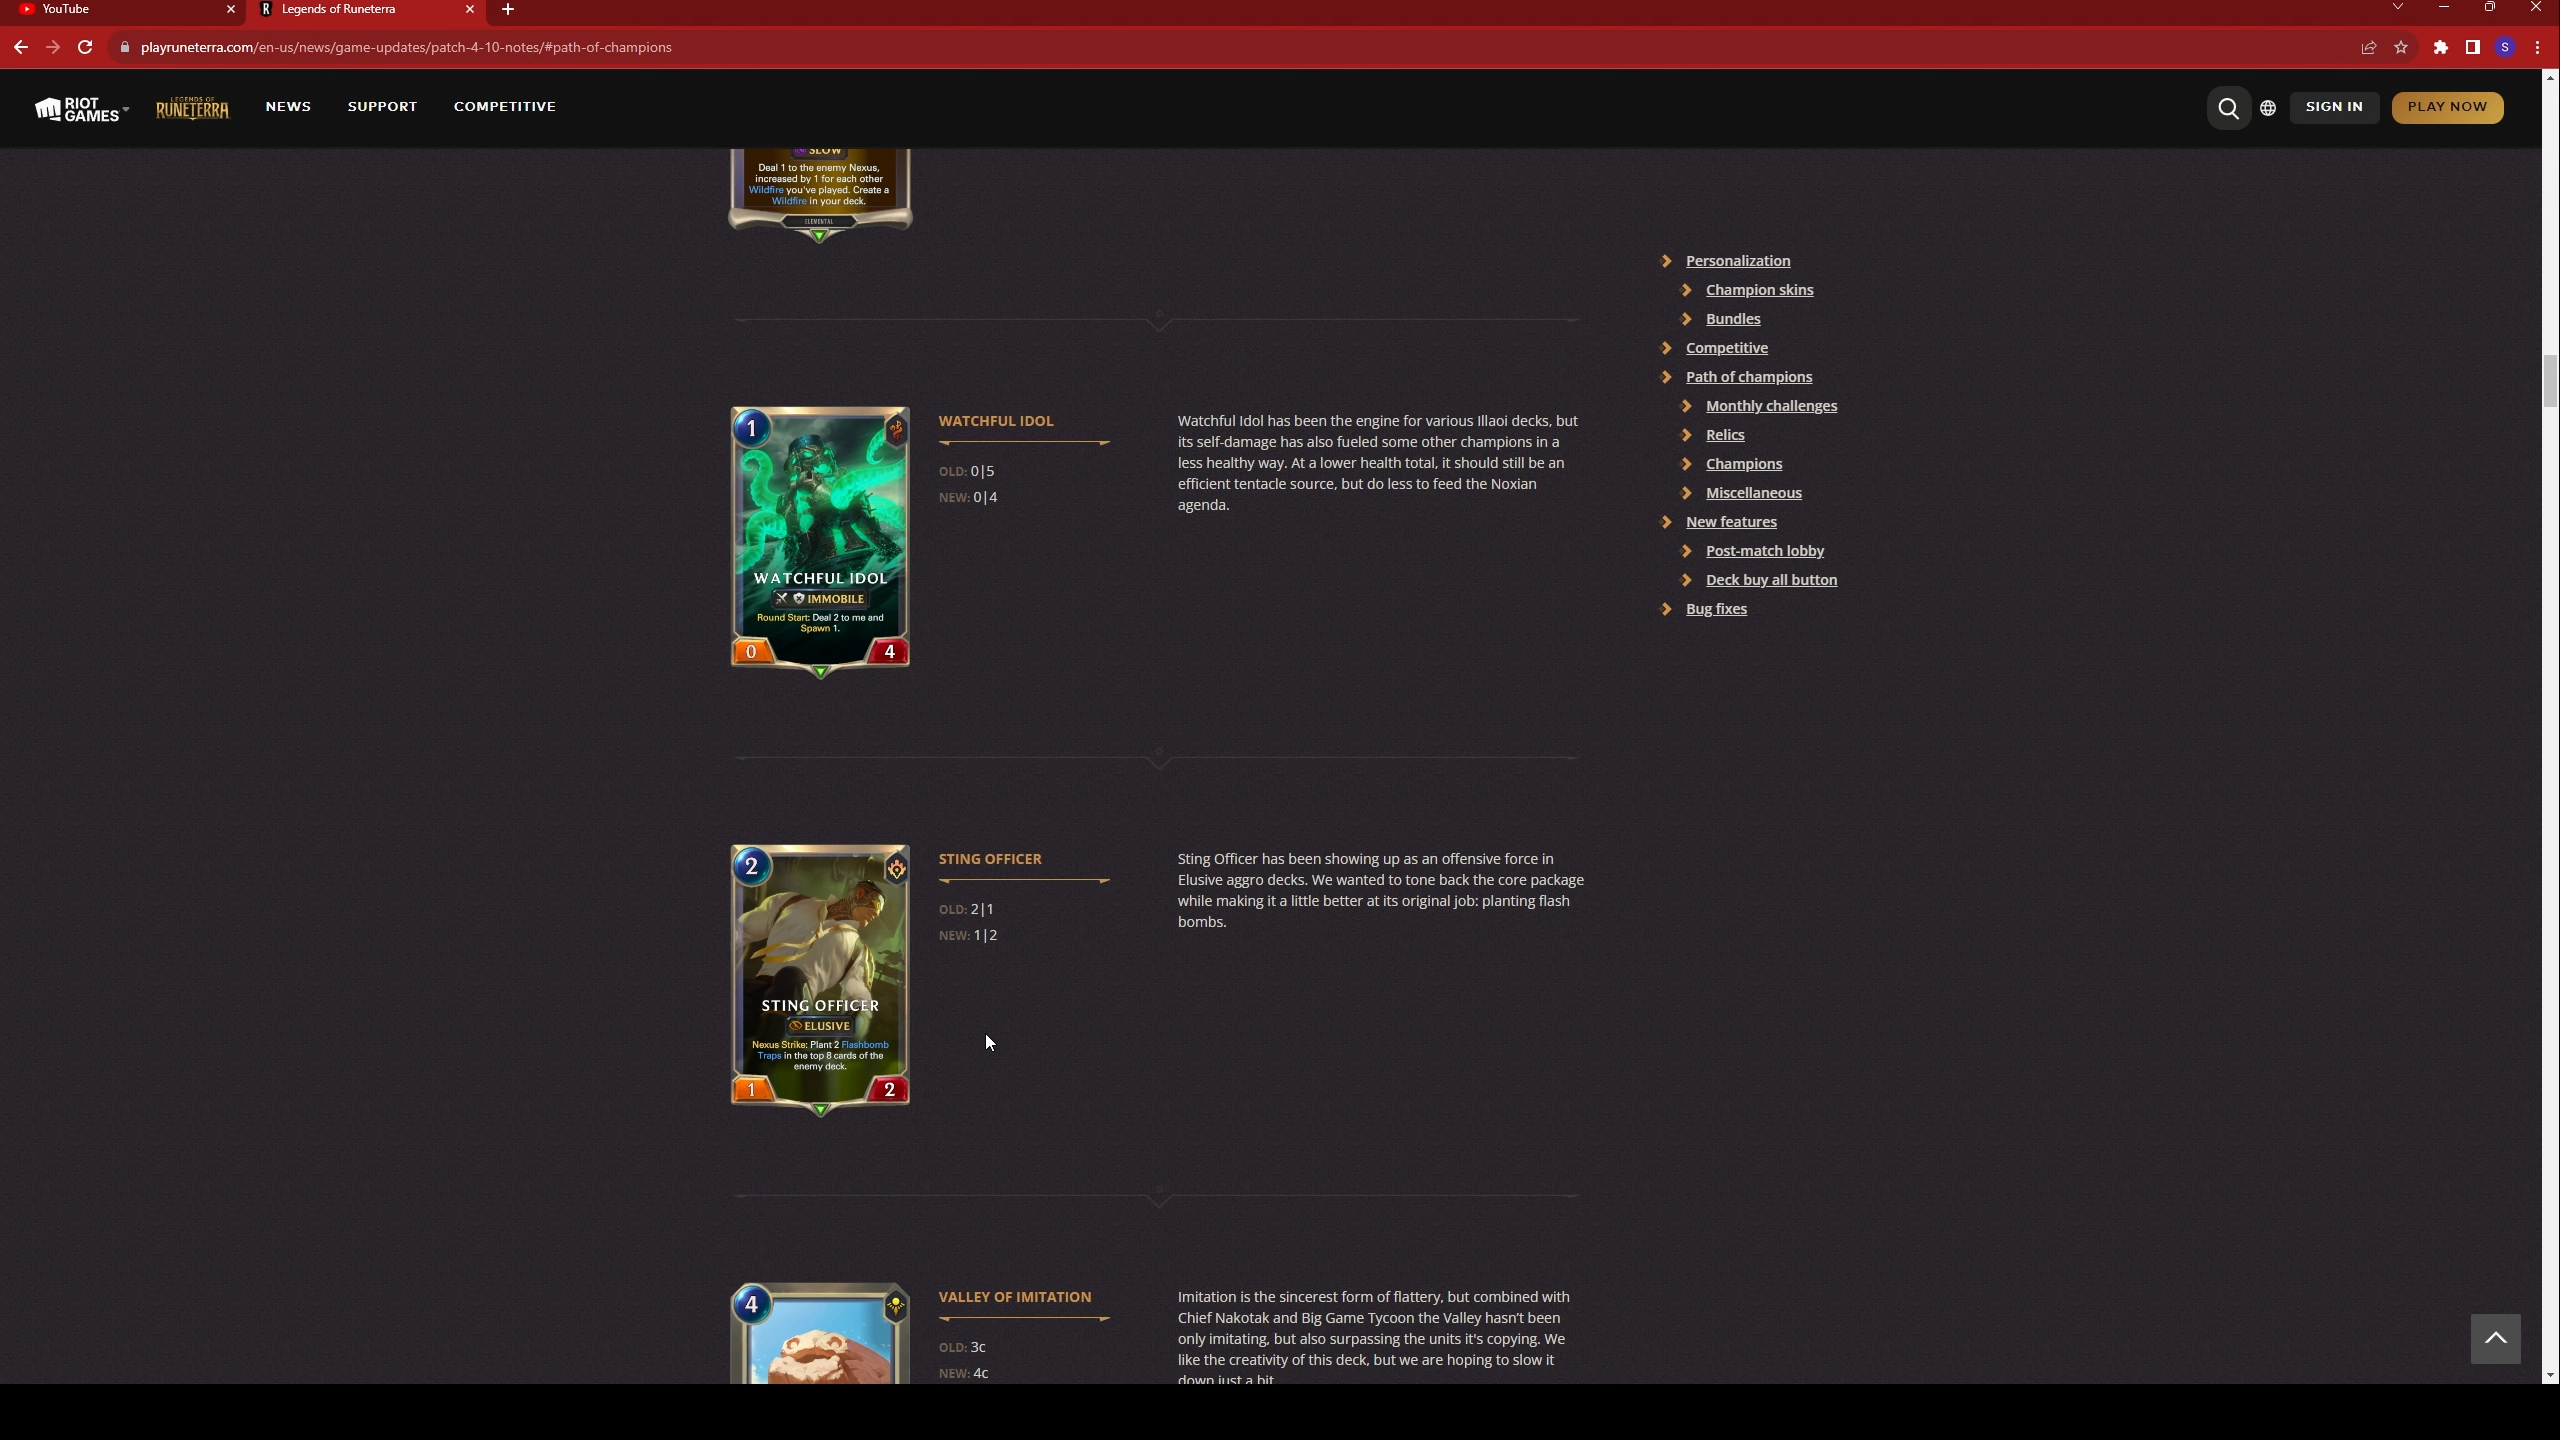 YouTube
R Legends of Runeterra
playruneterra.com/en-us/news/game-updates/patch-4-10-notes/#path-of-champions
S
RIOT GAMES
LEGENDS OF RUNETERRA
NEWS
SUPPORT
COMPETITIVE
SIGN IN
PLAY NOW
SLOW
Deal 1 to the enemy Nexus,
increased by 1 for each other
Wildfire you've played. Create a
Wildfire in your deck.
ELEMENTAL
Personalization
Champion skins
Bundles
Competitive
Path of champions
Monthly challenges
Relics
Champions
Miscellaneous
New features
Post-match lobby
Deck buy all button
Bug fixes
1
WATCHFUL IDOL
IMMOBILE
Round Start: Deal 2 to me and
Spawn 1.
0
4
WATCHFUL IDOL
OLD: 0|5
NEW: 0|4
Watchful Idol has been the engine for various Illaoi decks, but
its self-damage has also fueled some other champions in a
less healthy way. At a lower health total, it should still be an
efficient tentacle source, but do less to feed the Noxian
agenda.
2
STING OFFICER
ELUSIVE
Nexus Strike: Plant 2 Flashbomb
Traps in the top 8 cards of the
enemy deck.
1
2
STING OFFICER
OLD: 2|1
NEW: 1|2
Sting Officer has been showing up as an offensive force in
Elusive aggro decks. We wanted to tone back the core package
while making it a little better at its original job: planting flash
bombs.
4
VALLEY OF IMITATION
OLD: 3c
NEW: 4c
Imitation is the sincerest form of flattery, but combined with
Chief Nakotak and Big Game Tycoon the Valley hasn't been
only imitating, but also surpassing the units it's copying. We
like the creativity of this deck, but we are hoping to slow it
down just a bit.